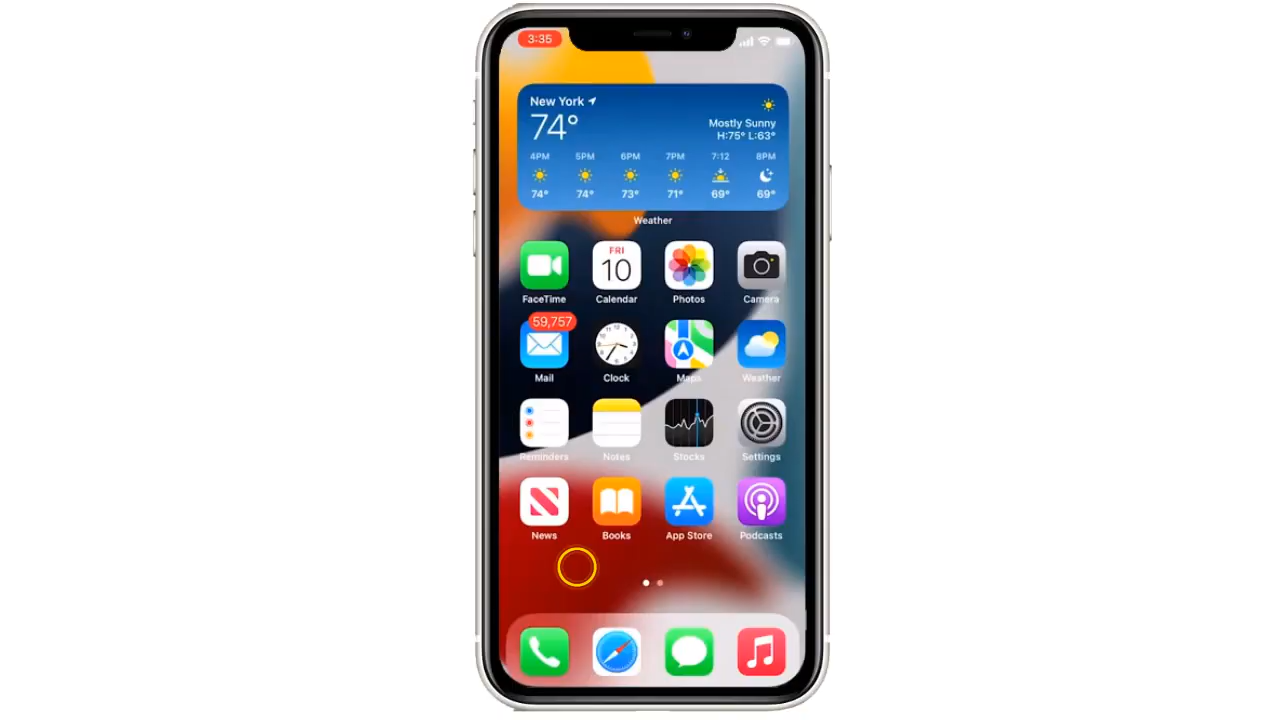 3:35
New York
74°
Mostly Sunny
H:75° L:63°
4PM 5PM 6PM 7PM 7:12 8PM
74° 74° 73° 71° 69° 69°
Weather
FRI
10
FaceTime Calendar Photos Camera
59,757
Mail Clock Maps Weather
Reminders Notes Stocks Settings
News Books App Store Podcasts